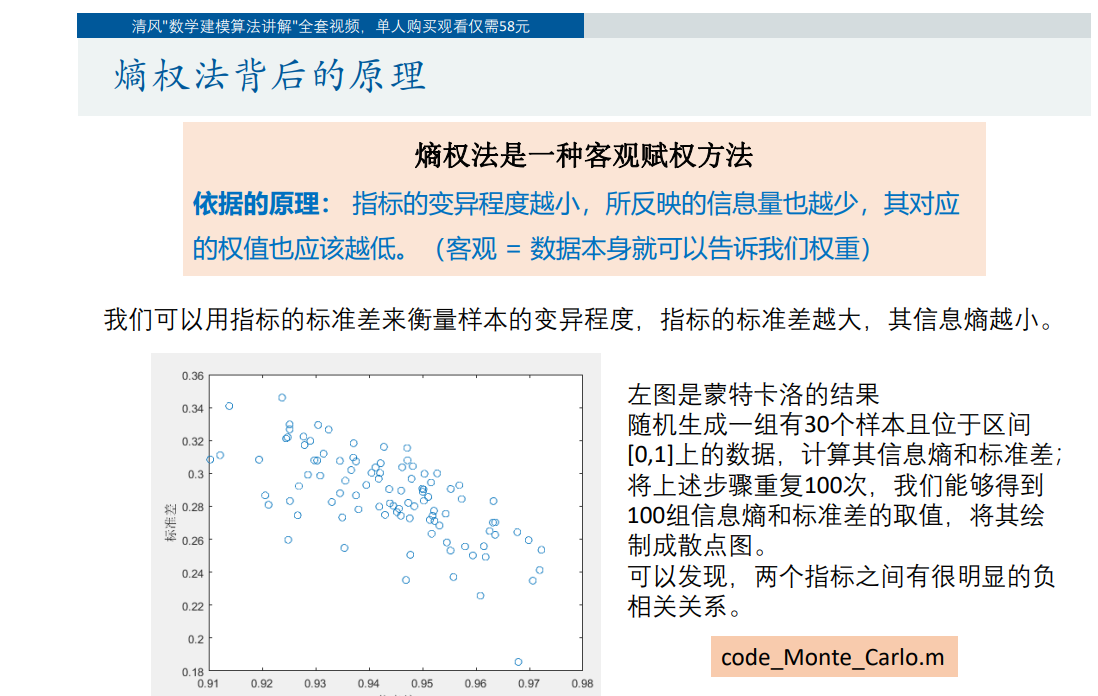 清风"数学建模算法讲解"全套视频，单人购买观看仅需58元
熵权法背后的原理
熵权法是一种客观赋权方法
依据的原理： 指标的变异程度越小，所反映的信息量也越少，其对应
的权值也应该越低。（客观 = 数据本身就可以告诉我们权重）
我们可以用指标的标准差来衡量样本的变异程度，指标的标准差越大，其信息熵越小。
0.36
0.34
0.32
0.3
0.28
0.26
0.24
0.22
0.2
0.18
标准差
0.91 0.92 0.93 0.94 0.95 0.96 0.97 0.98
左图是蒙特卡洛的结果
随机生成一组有30个样本且位于区间
[0,1]上的数据，计算其信息熵和标准差；
将上述步骤重复100次，我们能够得到
100组信息熵和标准差的取值，将其绘
制成散点图。
可以发现，两个指标之间有很明显的负
相关关系。
code_Monte_Carlo.m